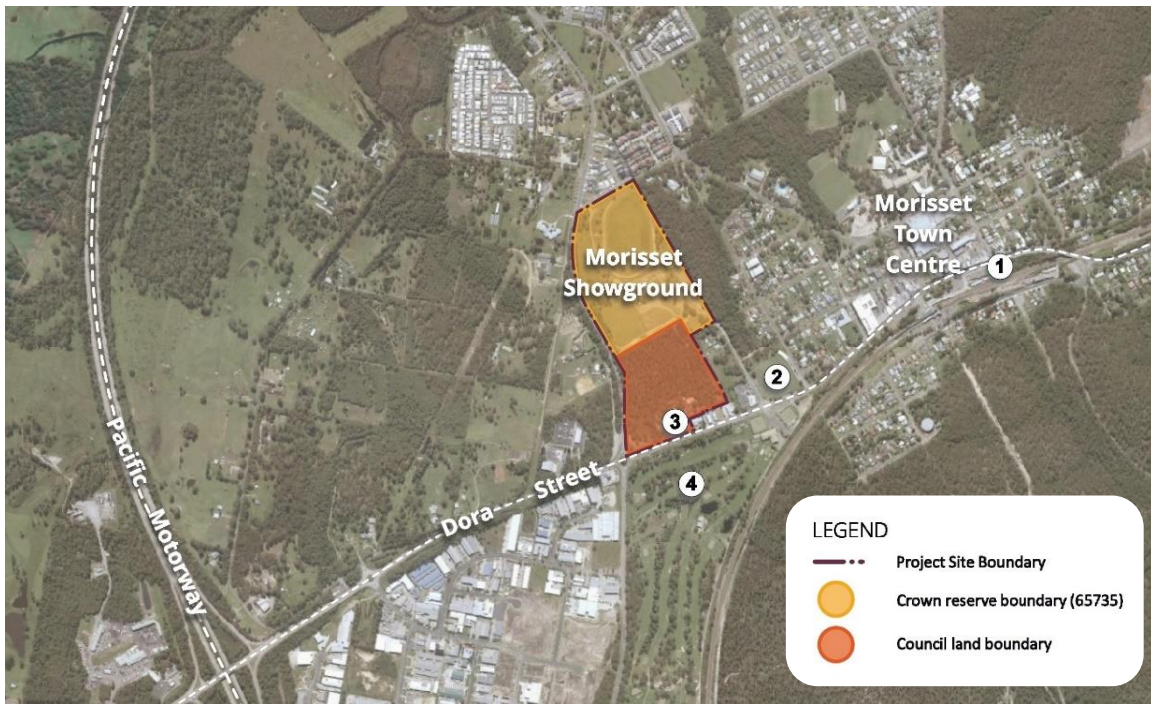 Morisset
Town
Centre
1
Morisset
Showground
2
3
4
Dora Street
Pacific Motorway
LEGEND
Project Site Boundary
Crown reserve boundary (65735)
Council land boundary